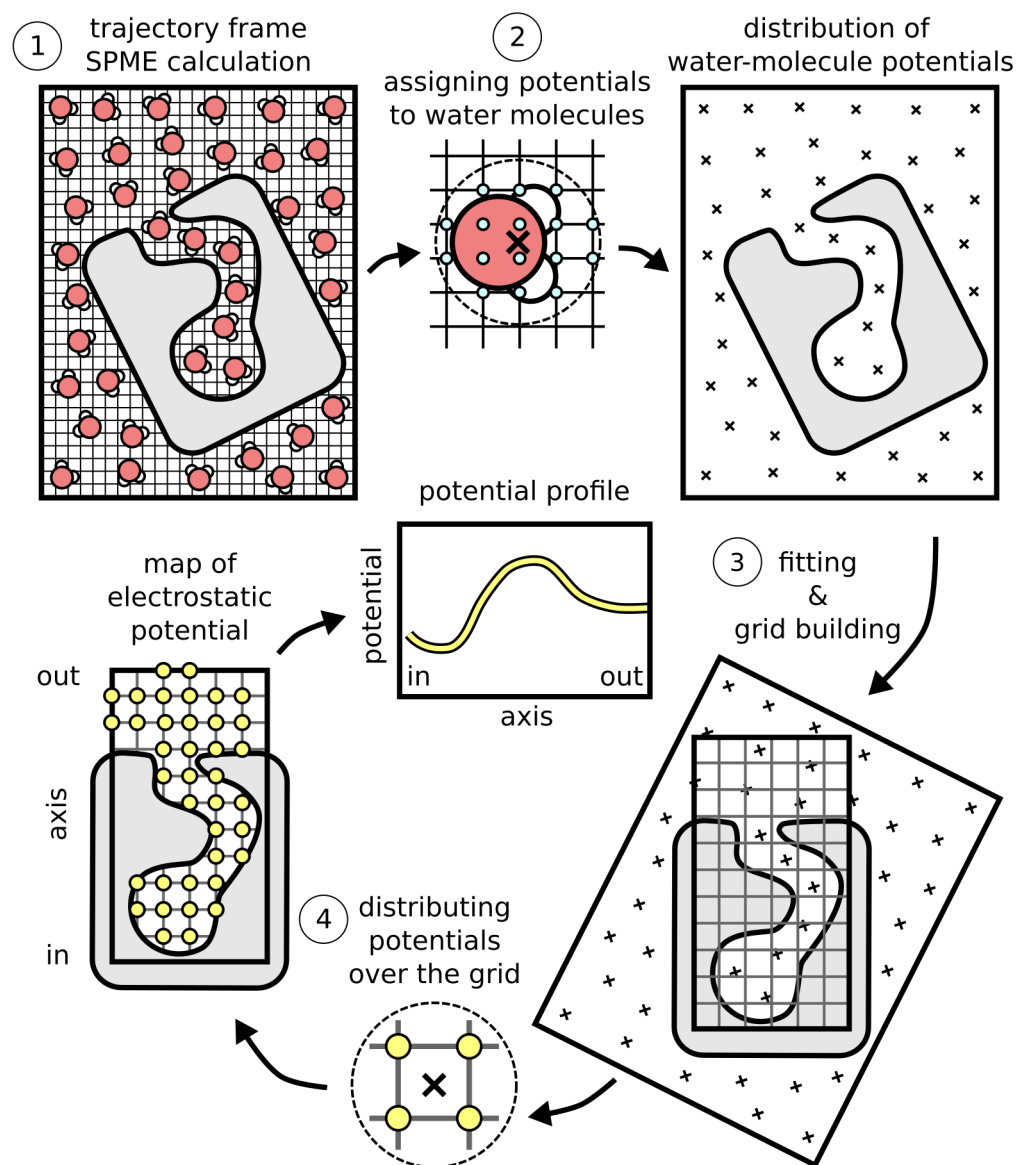 1
trajectory frame
SPME calculation
2
assigning potentials
to water molecules
distribution of
water-molecule potentials
3
fitting
&
grid building
4
distributing
potentials
over the grid
map of
electrostatic
potential
out
axis
in
potential profile
potential
in
out
axis